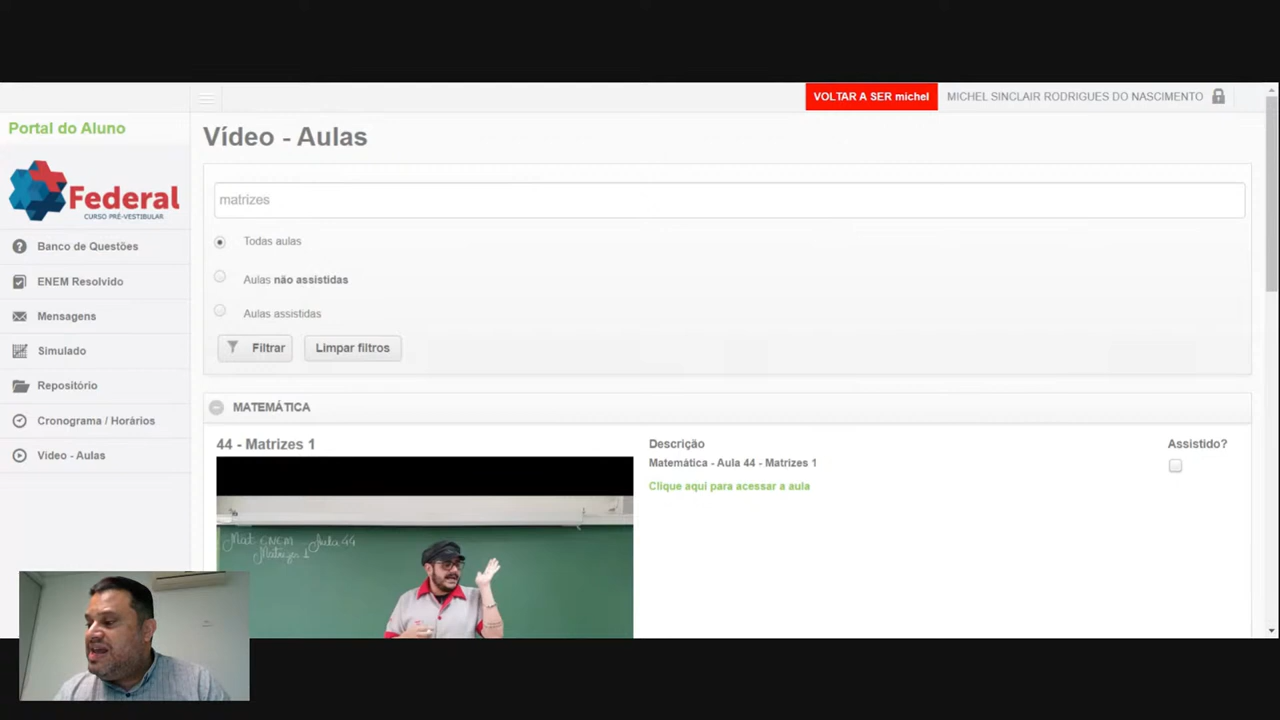 VOLTAR A SER michel
MICHEL SINCLAIR RODRIGUES DO NASCIMENTO
Portal do Aluno
Federal
CURSO PRÉ-VESTIBULAR
Banco de Questões
ENEM Resolvido
Mensagens
Simulado
Repositório
Cronograma / Horários
Vídeo - Aulas
Vídeo - Aulas
matrizes
Todas aulas
Aulas não assistidas
Aulas assistidas
Filtrar
Limpar filtros
MATEMÁTICA
44 - Matrizes 1
Mat ENEM - Aula 44
Matrizes 1
Descrição
Matemática - Aula 44 - Matrizes 1
Clique aqui para acessar a aula
Assistido?